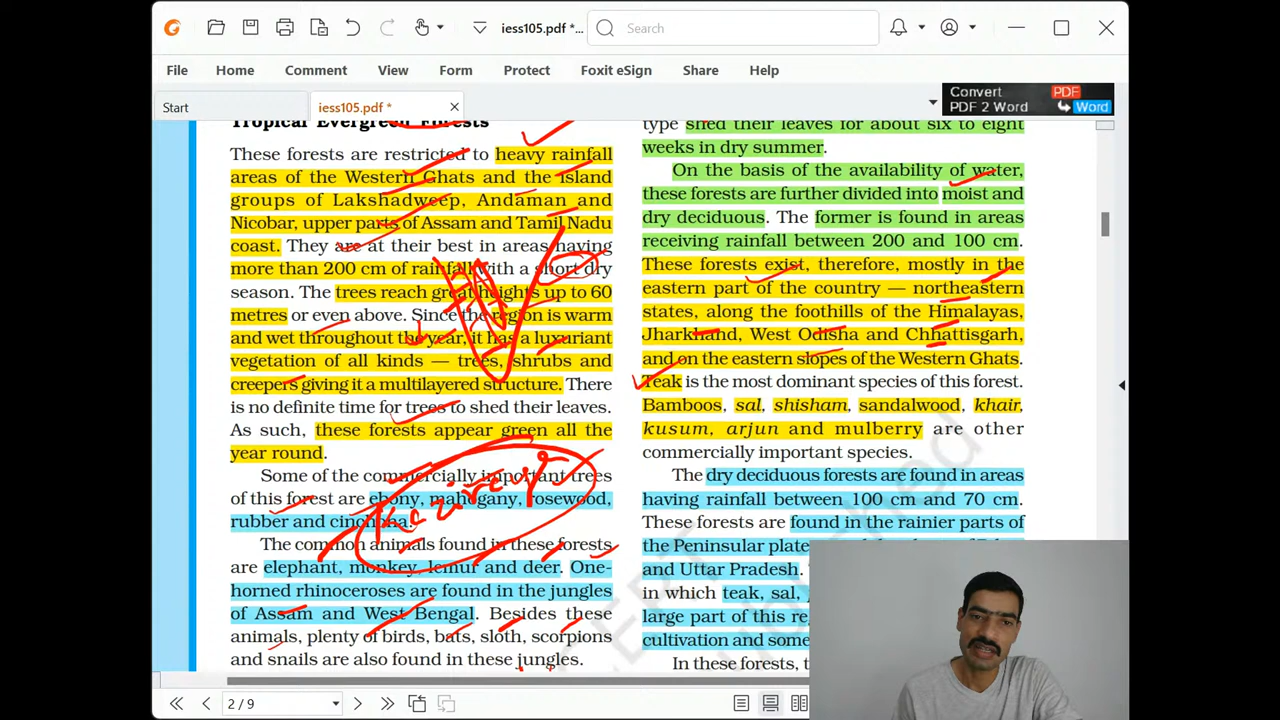 iess105.pdf *...
Search
File Home Comment View Form Protect Foxit eSign Share Help
Start
iess105.pdf *
Convert PDF
PDF 2 Word Word
Tropical Evergreen Forests
These forests are restricted to heavy rainfall
areas of the Western Ghats and the island
groups of Lakshadweep, Andaman and
Nicobar, upper parts of Assam and Tamil Nadu
coast. They are at their best in areas having
more than 200 cm of rainfall with a short dry
season. The trees reach great heights up to 60
metres or even above. Since the region is warm
and wet throughout the year, it has a luxuriant
vegetation of all kinds — trees, shrubs and
creepers giving it a multilayered structure. There
is no definite time for trees to shed their leaves.
As such, these forests appear green all the
year round.
Some of the commercially important trees
of this forest are ebony, mahogany, rosewood,
rubber and cinchona.
The common animals found in these forests
are elephant, monkey, lemur and deer. One-
horned rhinoceroses are found in the jungles
of Assam and West Bengal. Besides these
animals, plenty of birds, bats, sloth, scorpions
and snails are also found in these jungles.
type shed their leaves for about six to eight
weeks in dry summer.
On the basis of the availability of water,
these forests are further divided into moist and
dry deciduous. The former is found in areas
receiving rainfall between 200 and 100 cm.
These forests exist, therefore, mostly in the
eastern part of the country — northeastern
states, along the foothills of the Himalayas,
Jharkhand, West Odisha and Chhattisgarh,
and on the eastern slopes of the Western Ghats.
Teak is the most dominant species of this forest.
Bamboos, sal, shisham, sandalwood, khair,
kusum, arjun and mulberry are other
commercially important species.
The dry deciduous forests are found in areas
having rainfall between 100 cm and 70 cm.
These forests are found in the rainier parts of
the Peninsular
and Uttar Pradesh.
in which teak, sal,
large part of this
cultivation and some
In these forests,
2 / 9